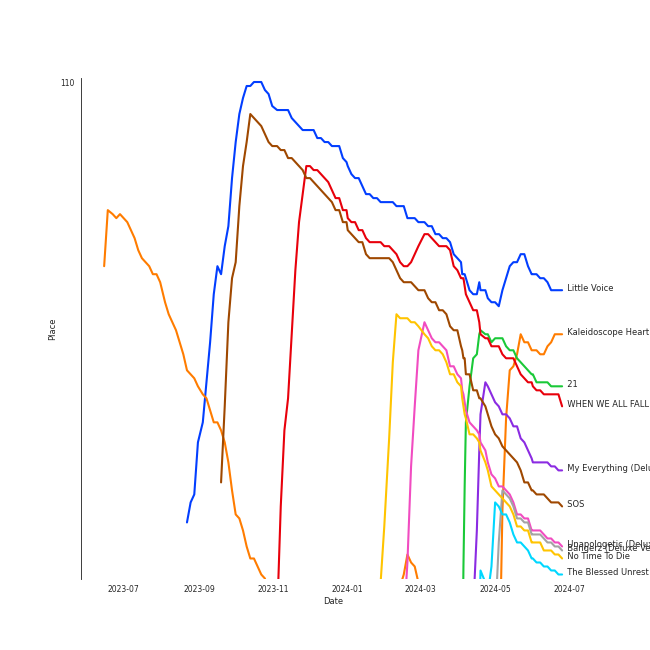 110
Place
Little Voice
Kaleidoscope Heart
21
WHEN WE ALL FALL
My Everything (Delu
SOS
Unapologetic (Delux
Bangerz (Deluxe Ve
No Time To Die
The Blessed Unrest
2023-07
2023-09
2023-11
2024-01
2024-03
2024-05
2024-07
Date